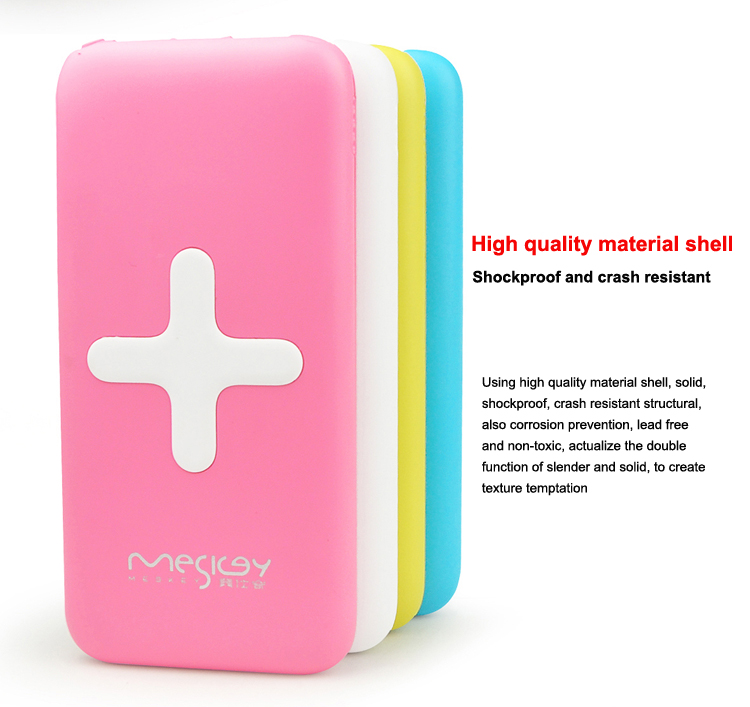 High quality material shell
Shockproof and crash resistant
Using high quality material shell, solid,
shockproof, crash resistant structural,
also corrosion prevention, lead free
and non-toxic, actualize the double
function of slender and solid, to create
texture temptation